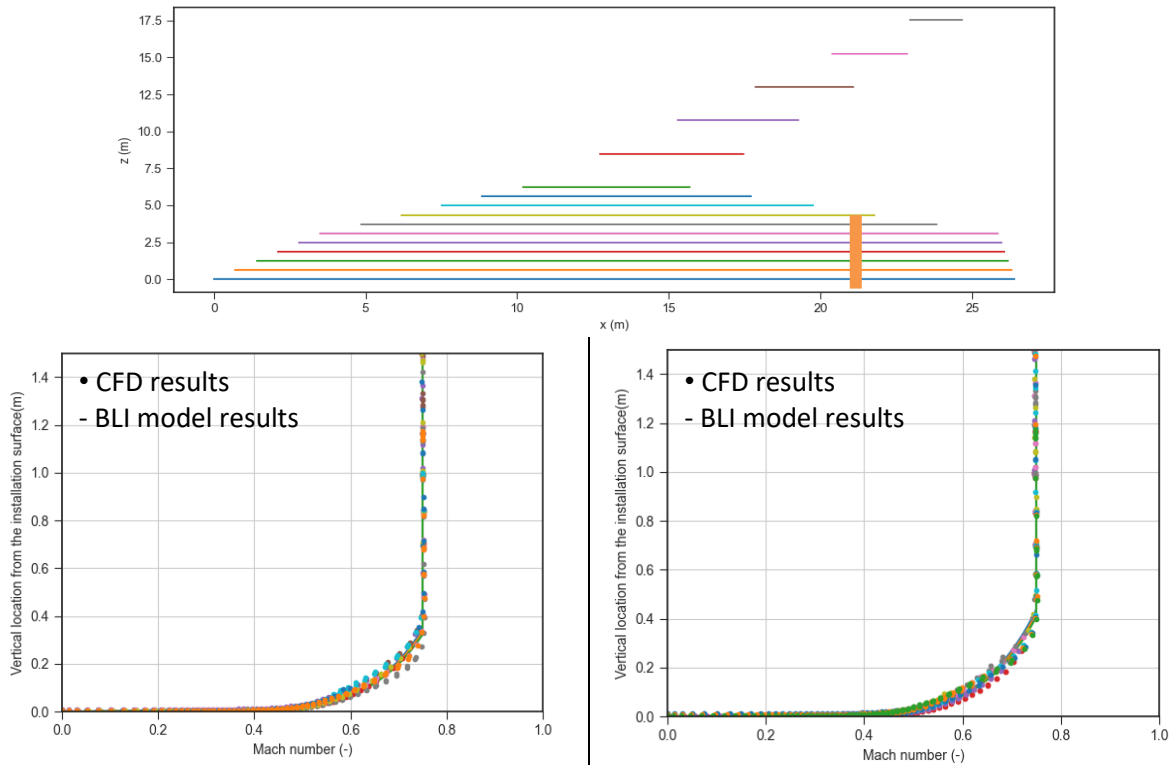 17.5
15.0
12.5
10.0
7.5
5.0
2.5
0.0
z (m)
0 5 10 15 20 25
x (m)
• CFD results
- BLI model results
1.4
1.2
1.0
0.8
0.6
0.4
0.2
0.0
Vertical location from the installation surface(m)
0.0 0.2 0.4 0.6 0.8 1.0
Mach number (-)
• CFD results
- BLI model results
1.4
1.2
1.0
0.8
0.6
0.4
0.2
0.0
Vertical location from the installation surface(m)
0.0 0.2 0.4 0.6 0.8 1.0
Mach number (-)